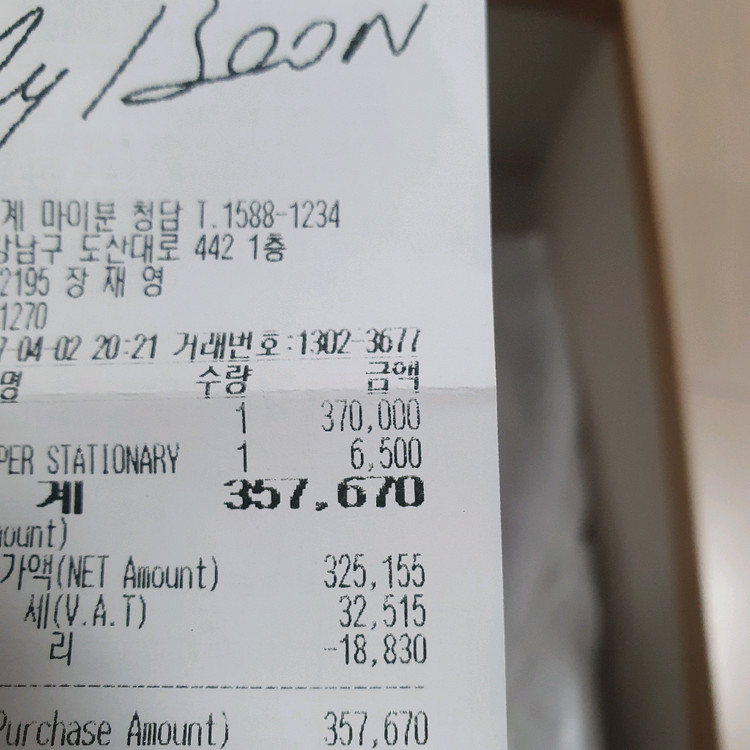 My Boon
계 마이분 청담 T.1588-1234
강남구 도산대로 442 1층
2195 장 재 영
1270
-04-02 20:21 거래번호:1302-3677
명 수량 금액
1 370,000
PER STATIONARY 1 6,500
계 357,670
ount)
가액(NET Amount) 325,155
세(V.A.T) 32,515
리 -18,830
Purchase Amount) 357,670